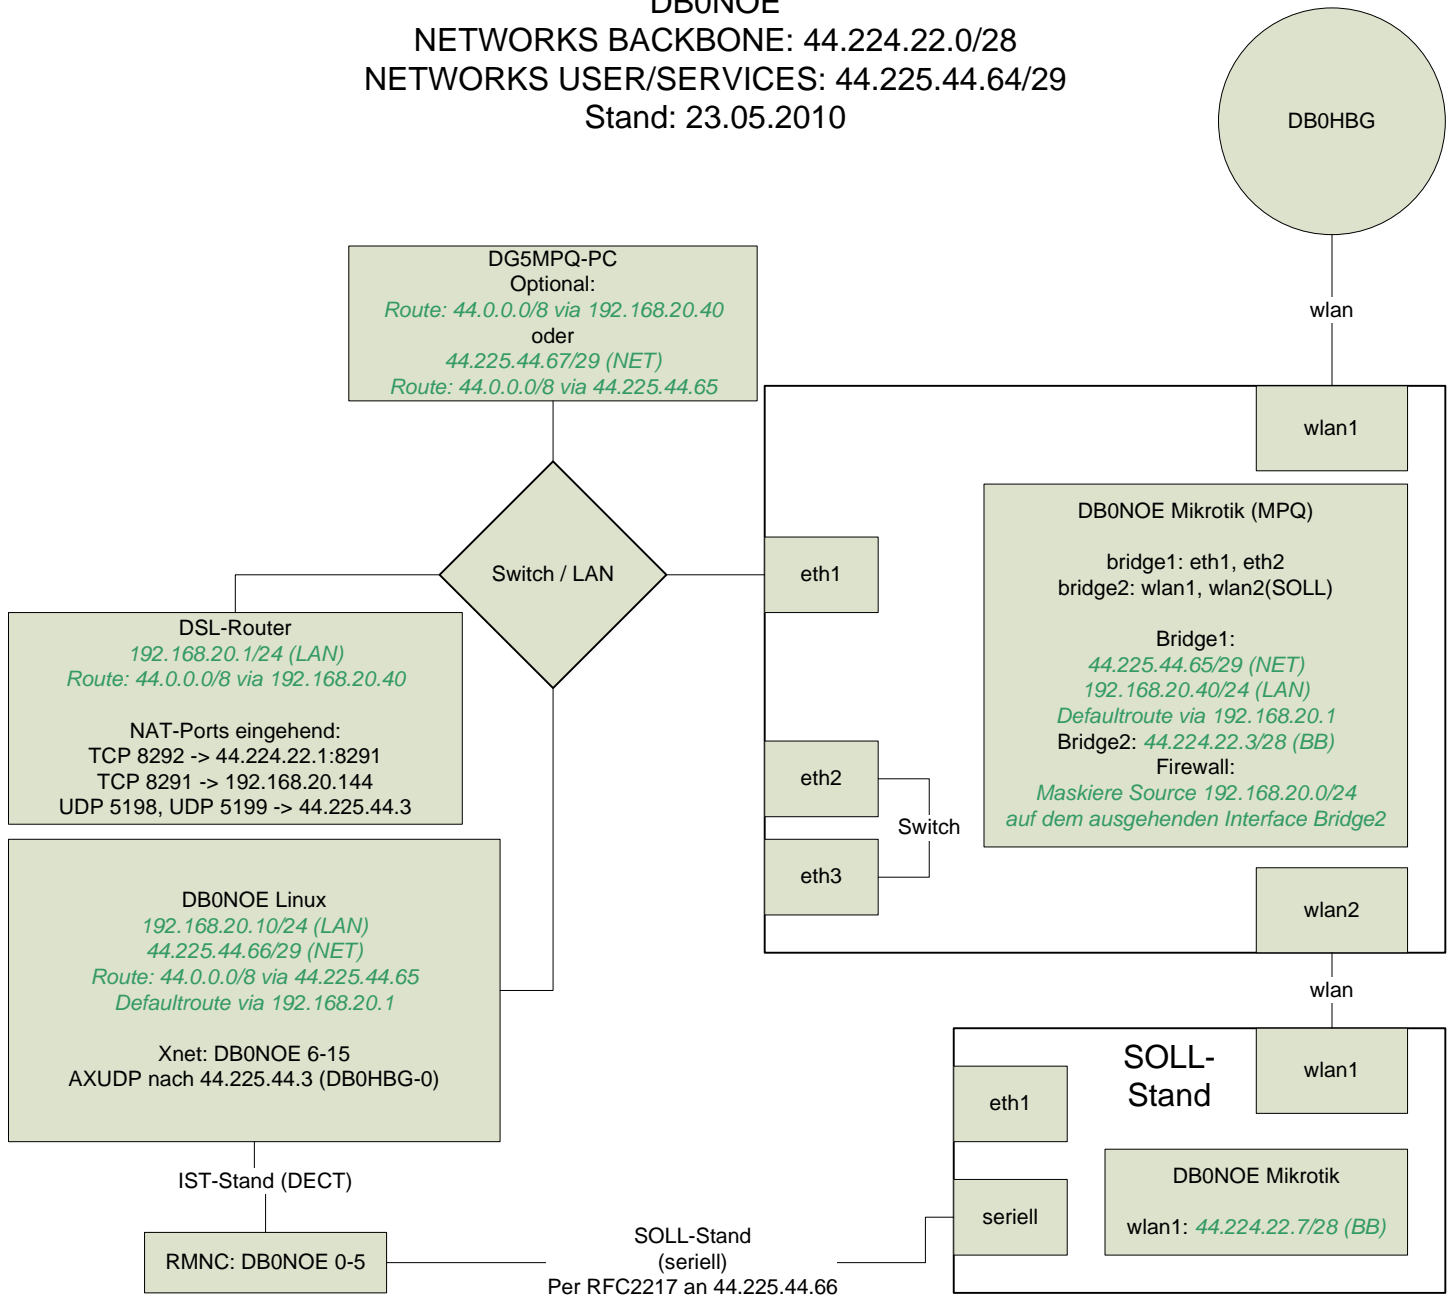 DB0NOE
NETWORKS BACKBONE: 44.224.22.0/28
NETWORKS USER/SERVICES: 44.225.44.64/29
Stand: 23.05.2010
DB0HBG
wlan
DG5MPQ-PC
Optional:
Route: 44.0.0.0/8 via 192.168.20.40
oder
44.225.44.67/29 (NET)
Route: 44.0.0.0/8 via 44.225.44.65
Switch / LAN
DSL-Router
192.168.20.1/24 (LAN)
Route: 44.0.0.0/8 via 192.168.20.40
NAT-Ports eingehend:
TCP 8292 -> 44.224.22.1:8291
TCP 8291 -> 192.168.20.144
UDP 5198, UDP 5199 -> 44.225.44.3
DB0NOE Linux
192.168.20.10/24 (LAN)
44.225.44.66/29 (NET)
Route: 44.0.0.0/8 via 44.225.44.65
Defaultroute via 192.168.20.1
Xnet: DB0NOE 6-15
AXUDP nach 44.225.44.3 (DB0HBG-0)
IST-Stand (DECT)
RMNC: DB0NOE 0-5
SOLL-Stand
(seriell)
Per RFC2217 an 44.225.44.66
wlan1
DB0NOE Mikrotik (MPQ)
bridge1: eth1, eth2
bridge2: wlan1, wlan2(SOLL)
Bridge1:
44.225.44.65/29 (NET)
192.168.20.40/24 (LAN)
Defaultroute via 192.168.20.1
Bridge2: 44.224.22.3/28 (BB)
Firewall:
Maskiere Source 192.168.20.0/24
auf dem ausgehenden Interface Bridge2
eth1
eth2
Switch
eth3
wlan2
wlan
SOLL-
Stand
wlan1
eth1
seriell
DB0NOE Mikrotik
wlan1: 44.224.22.7/28 (BB)